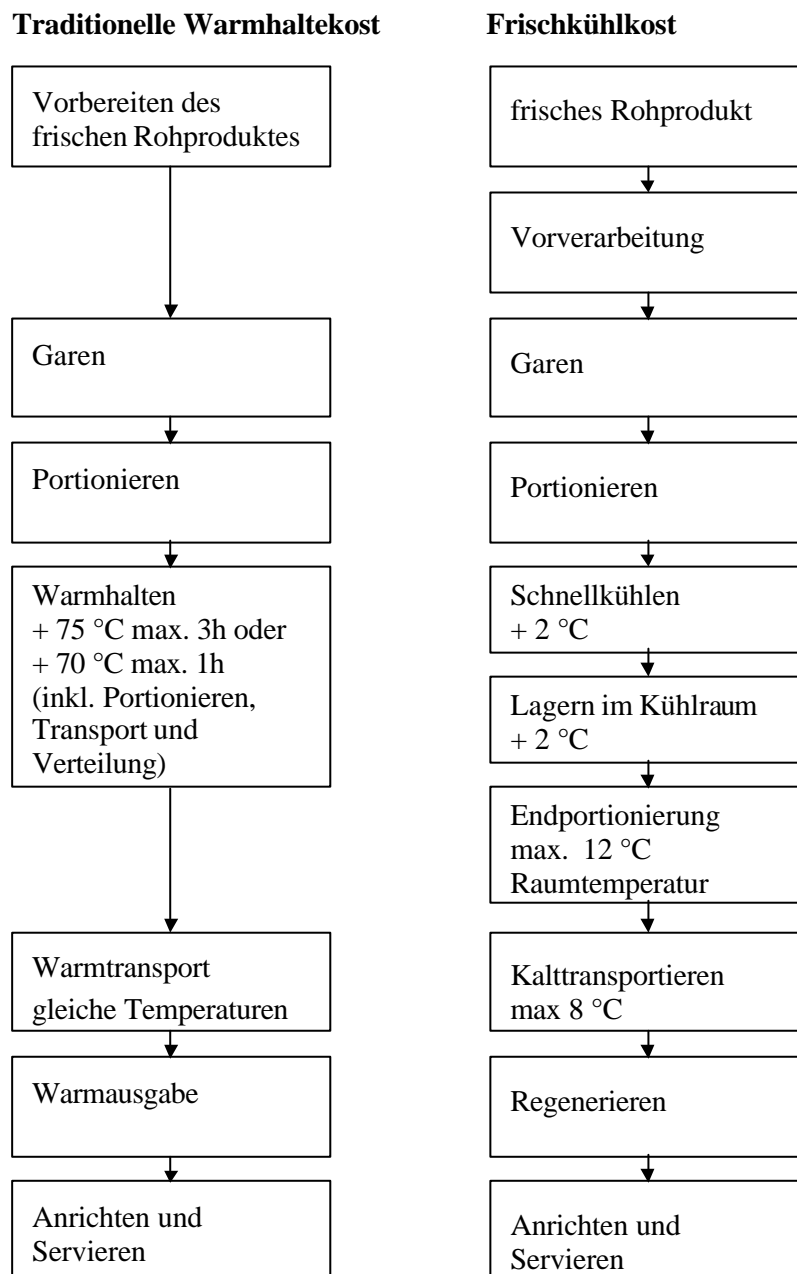 Traditionelle Warmhaltekost
Vorbereiten des
frischen Rohproduktes
Garen
Portionieren
Warmhalten
+ 75 °C max. 3h oder
+ 70 °C max. 1h
(inkl. Portionieren,
Transport und
Verteilung)
Warmtransport
gleiche Temperaturen
Warmausgabe
Anrichten und
Servieren
Frischkühlkost
frisches Rohprodukt
Vorverarbeitung
Garen
Portionieren
Schnellkühlen
+ 2 °C
Lagern im Kühlraum
+ 2 °C
Endportionierung
max. 12 °C
Raumtemperatur
Kalttransportieren
max 8 °C
Regenerieren
Anrichten und
Servieren